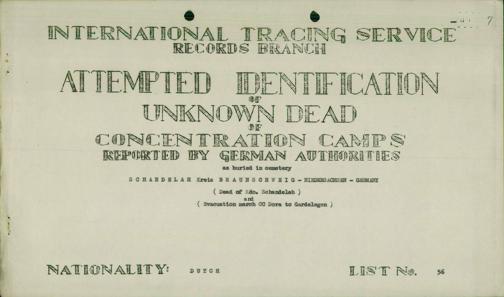 INTERNATIONAL TRACING SERVICE
RECORDS BRANCH
ATTEMPTED IDENTIFICATION
OF
UNKNOWN DEAD
OF
CONCENTRATION CAMPS
REPORTED BY GERMAN AUTHORITIES
as buried in cemetery
SCHANDELAH Kreis BRAUNSCHWEIG - NIEDERSACHSEN - GERMANY
( Dead of Kdo. Schandelah )
and
( Evacuation march CC Dora to Gardelegen )
NATIONALITY: DUTCH
LIST No. 56